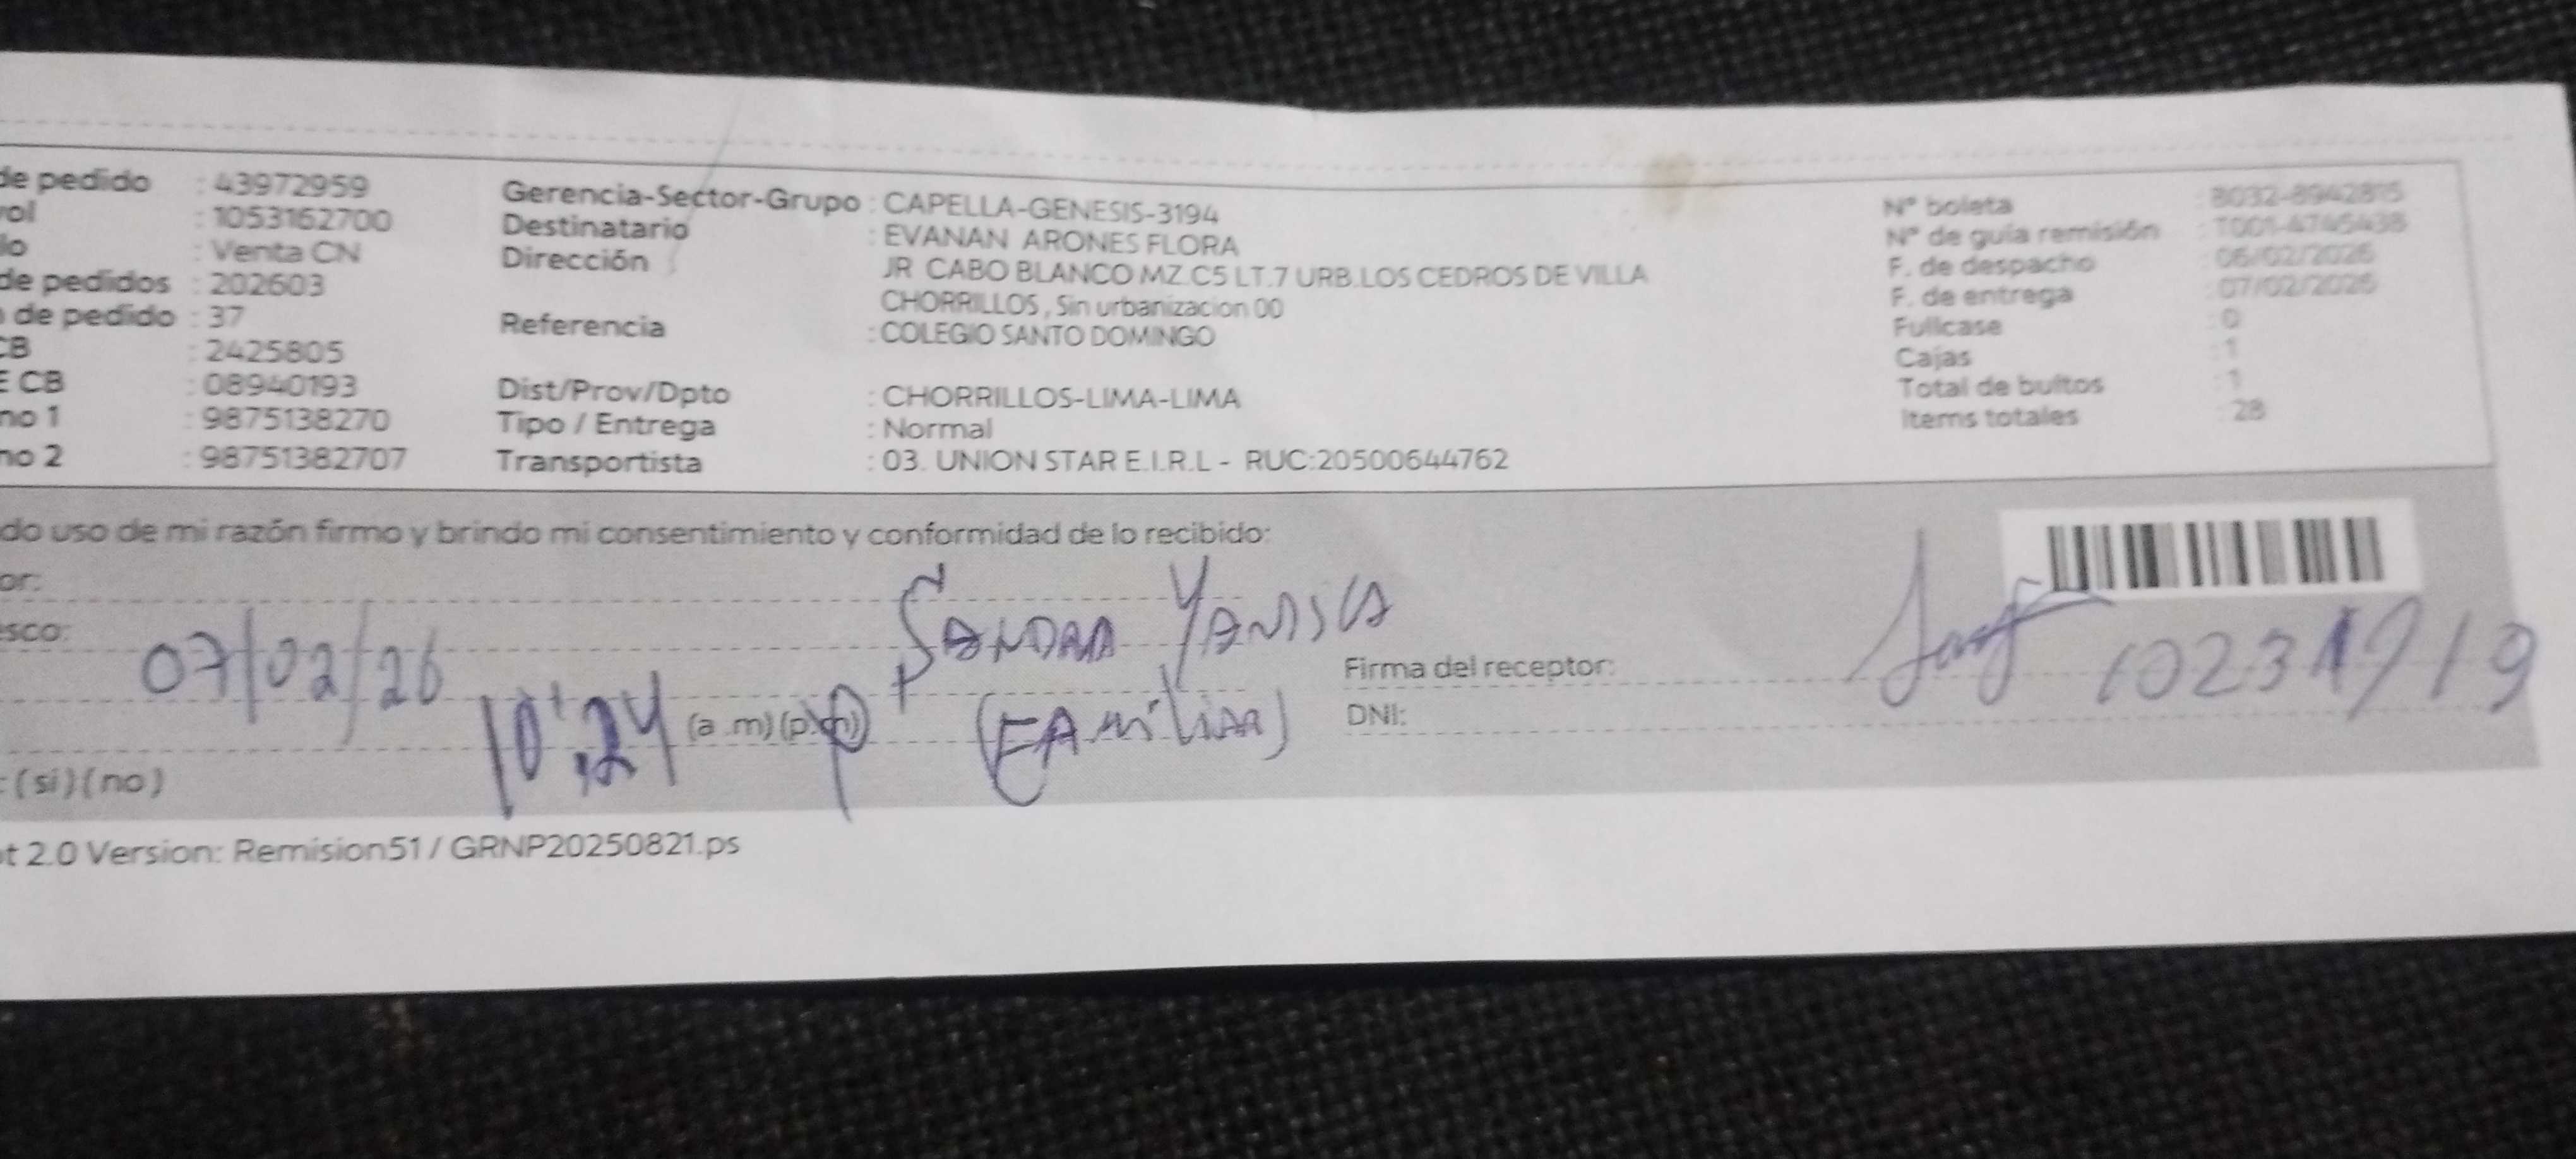 de pedido : 43972959
rol : 1053162700
lo : Venta CN
de pedidos : 202603
de pedido : 37
CB : 2425805
E CB : 08940193
no 1 : 9875138270
no 2 : 98751382707
Gerencia-Sector-Grupo : CAPELLA-GENESIS-3194
Destinatario : EVANAN ARONES FLORA
Dirección JR CABO BLANCO MZ.C5 LT.7 URB.LOS CEDROS DE VILLA
CHORRILLOS , Sin urbanizacion 00
Referencia : COLEGIO SANTO DOMINGO
Dist/Prov/Dpto : CHORRILLOS-LIMA-LIMA
Tipo / Entrega : Normal
Transportista : 03. UNION STAR E.I.R.L - RUC:20500644762
N° boleta : B032-8942815
N° de guía remisión : T001-4745438
F. de despacho : 06/02/2026
F. de entrega : 07/02/2026
Fullcase : 0
Cajas : 1
Total de bultos : 1
Items totales : 28
do uso de mi razón firmo y brindo mi consentimiento y conformidad de lo recibido:
or:
esco:
07/02/26
10:24 (a .m) (p.m)
SANDRA
(FAMiliAR)
Firma del receptor:
DNI:
: (si) (no)
t 2.0 Version: Remision51 / GRNP20250821.ps